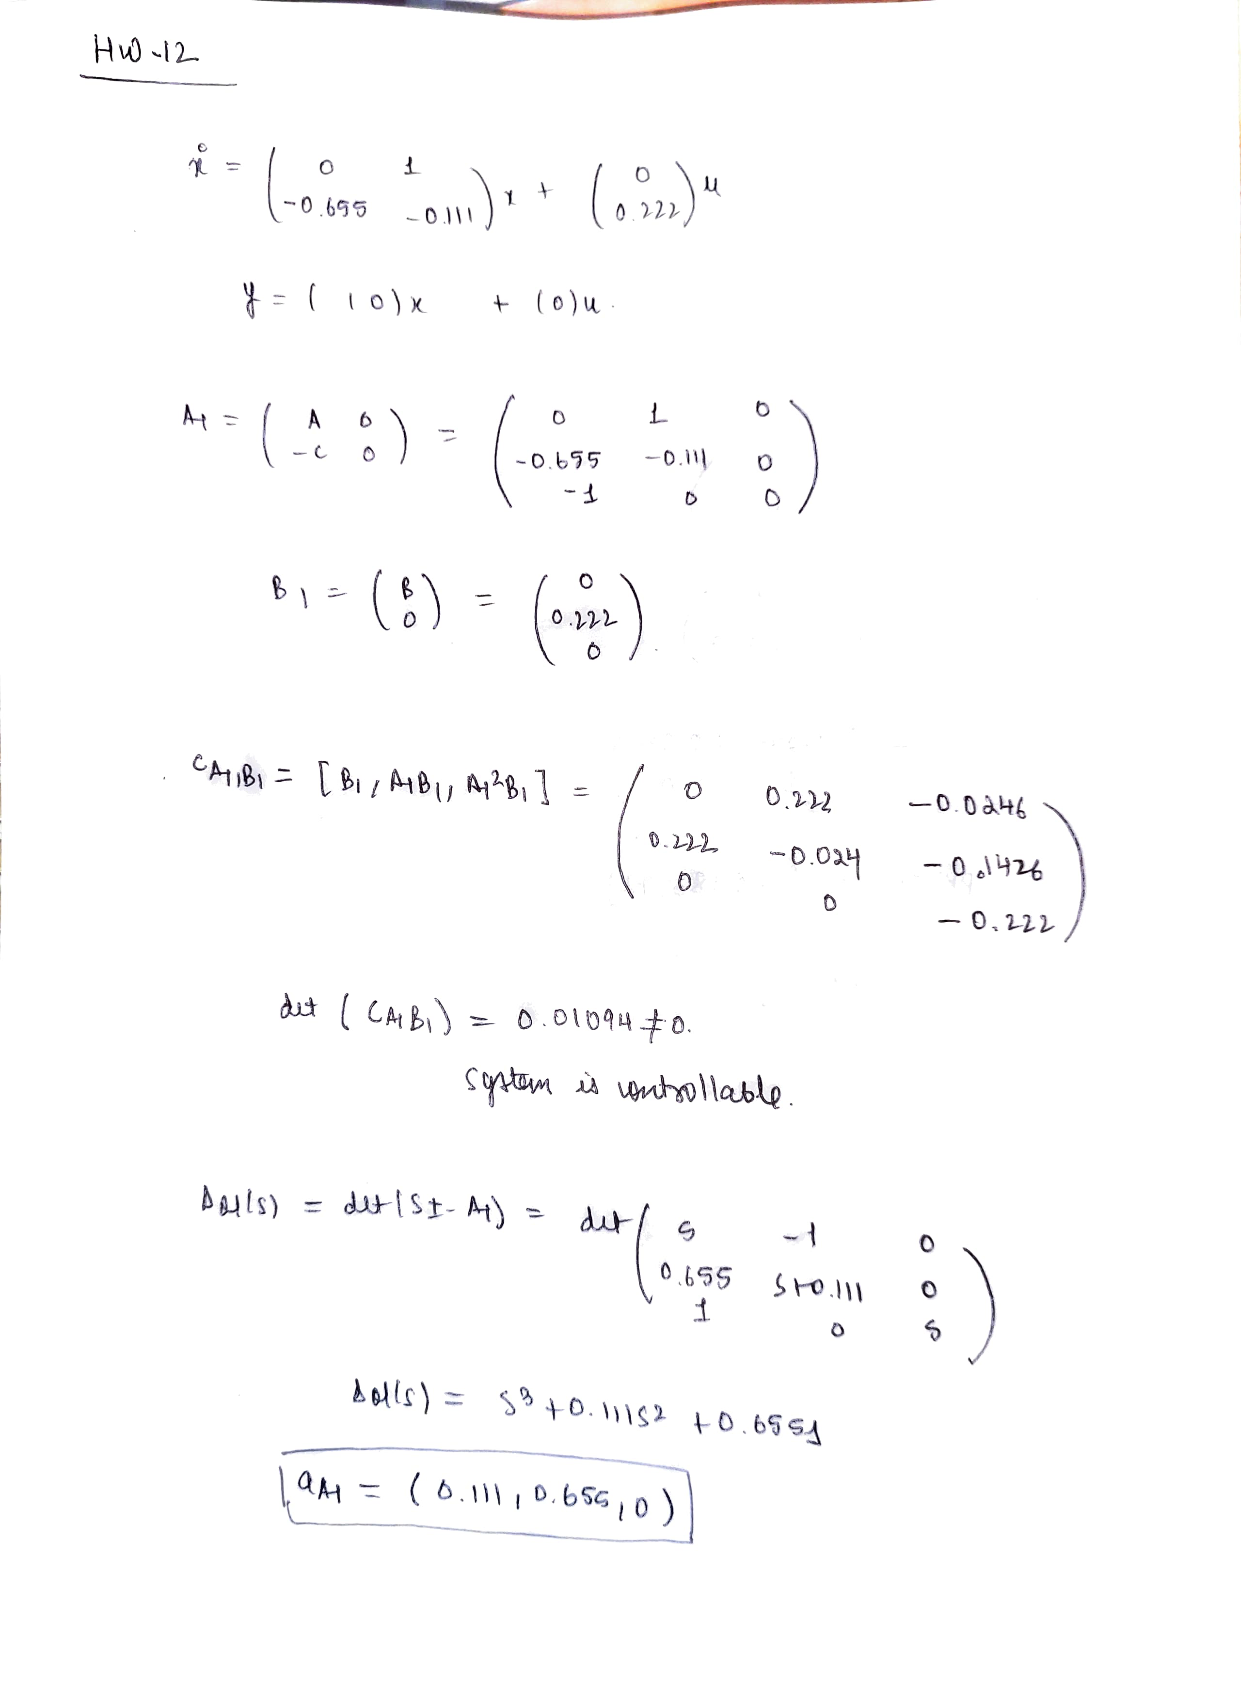 HW-12
ẋ = ( 0 1
-0.655 -0.111 ) x + ( 0
0.222 ) u
y = ( 1 0 ) x + (0) u.
A1 = ( A 0
-C 0 ) = ( 0 1 0
-0.655 -0.111 0
-1 0 0 )
B1 = ( B
0 ) = ( 0
0.222
0 ).
CA1,B1 = [ B1, A1B1, A1²B1 ] = ( 0 0.222 -0.0246
0.222 -0.024 -0.1426
0 0 -0.222 )
det ( CA1B1) = 0.01094 ≠ 0.
System is controllable.
Δol(s) = det(SI - A1) = det ( s -1 0
0.655 s+0.111 0
1 0 s )
Δol(s) = s3 + 0.111s2 + 0.655s
aA1 = ( 0.111, 0.655, 0 )